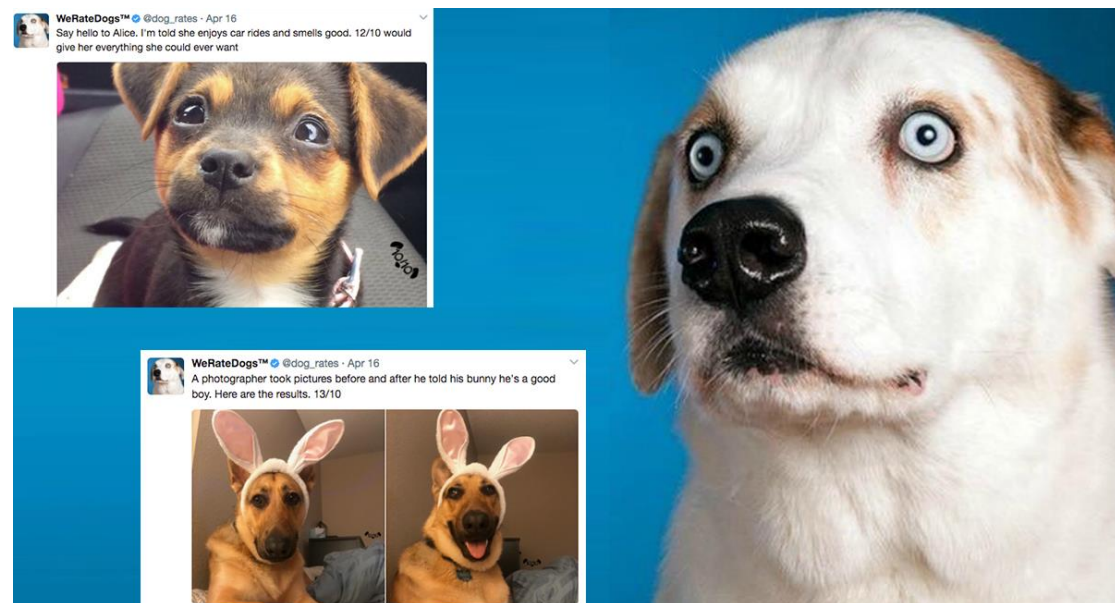 WeRateDogs™ @dog_rates · Apr 16
Say hello to Alice. I'm told she enjoys car rides and smells good. 12/10 would
give her everything she could ever want
WeRateDogs™ @dog_rates · Apr 16
A photographer took pictures before and after he told his bunny he's a good
boy. Here are the results. 13/10